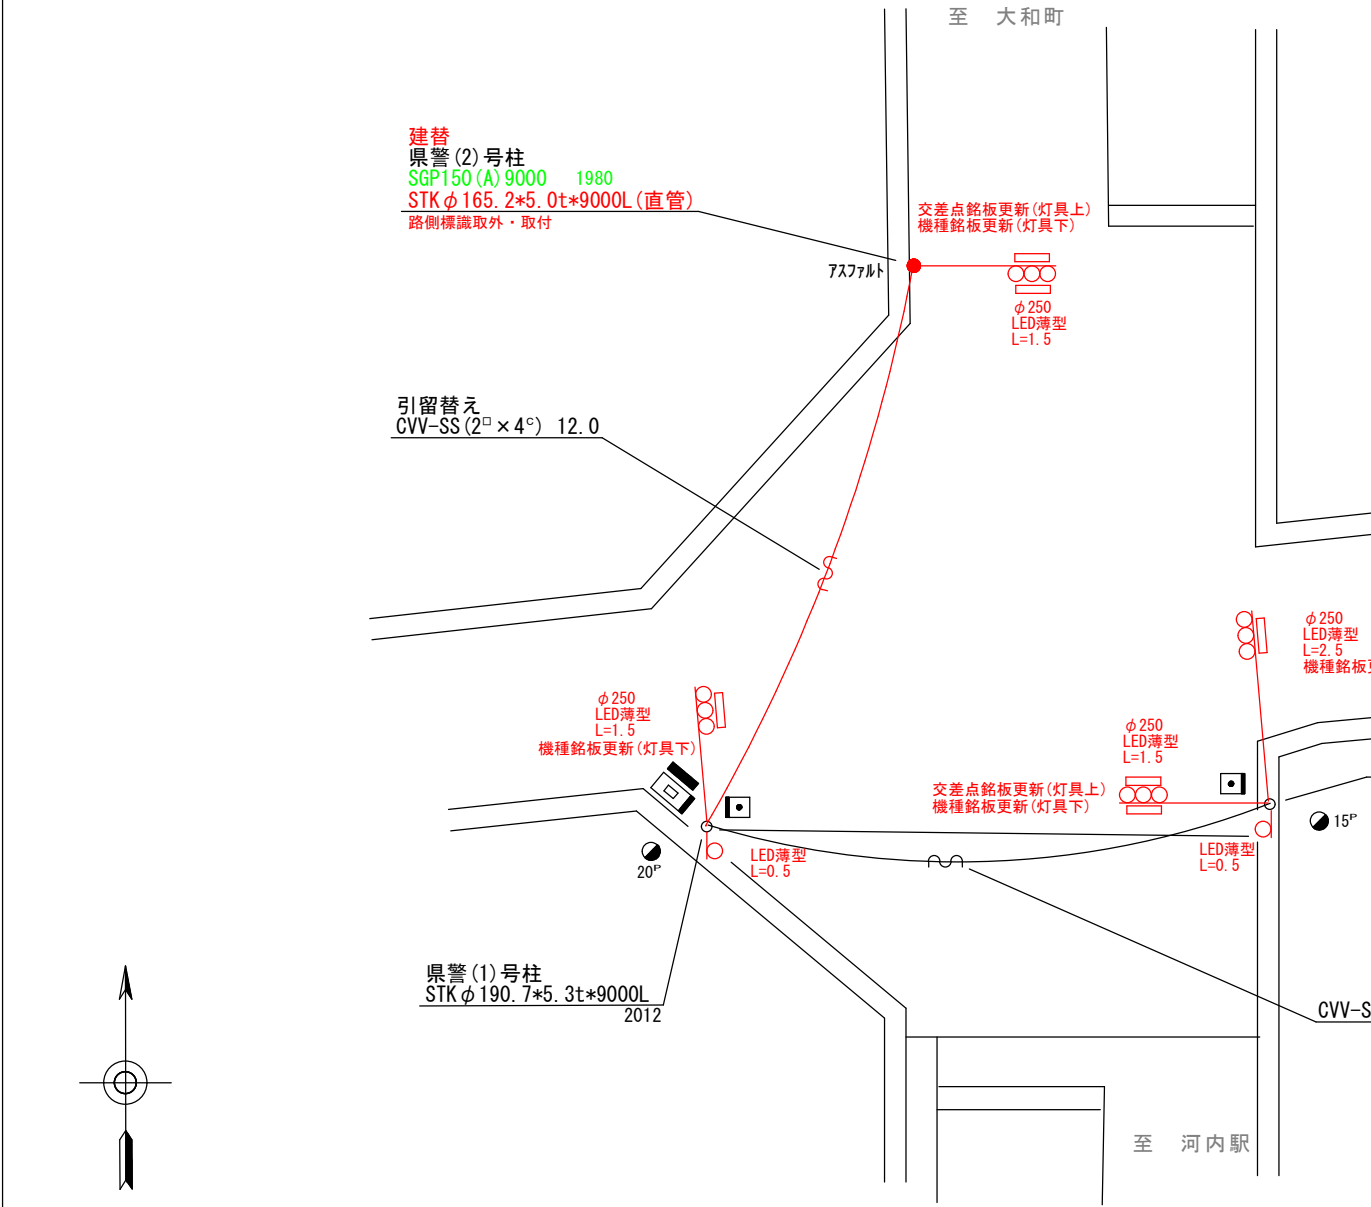 至　大和町
建替
県警(2)号柱
SGP150(A)9000　1980
STKφ165.2*5.0t*9000L(直管)
路側標識取外・取付
交差点銘板更新(灯具上)
機種銘板更新(灯具下)
ｱｽﾌｧﾙﾄ
φ250
LED薄型
L=1.5
引留替え
CVV-SS(2□×4ᶜ) 12.0
φ250
LED薄型
L=2.5
機種銘板
φ250
LED薄型
L=1.5
機種銘板更新(灯具下)
φ250
LED薄型
L=1.5
交差点銘板更新(灯具上)
機種銘板更新(灯具下)
15ᴾ
20ᴾ
LED薄型
L=0.5
LED薄型
L=0.5
県警(1)号柱
STKφ190.7*5.3t*9000L
2012
CVV-S
至　河内駅